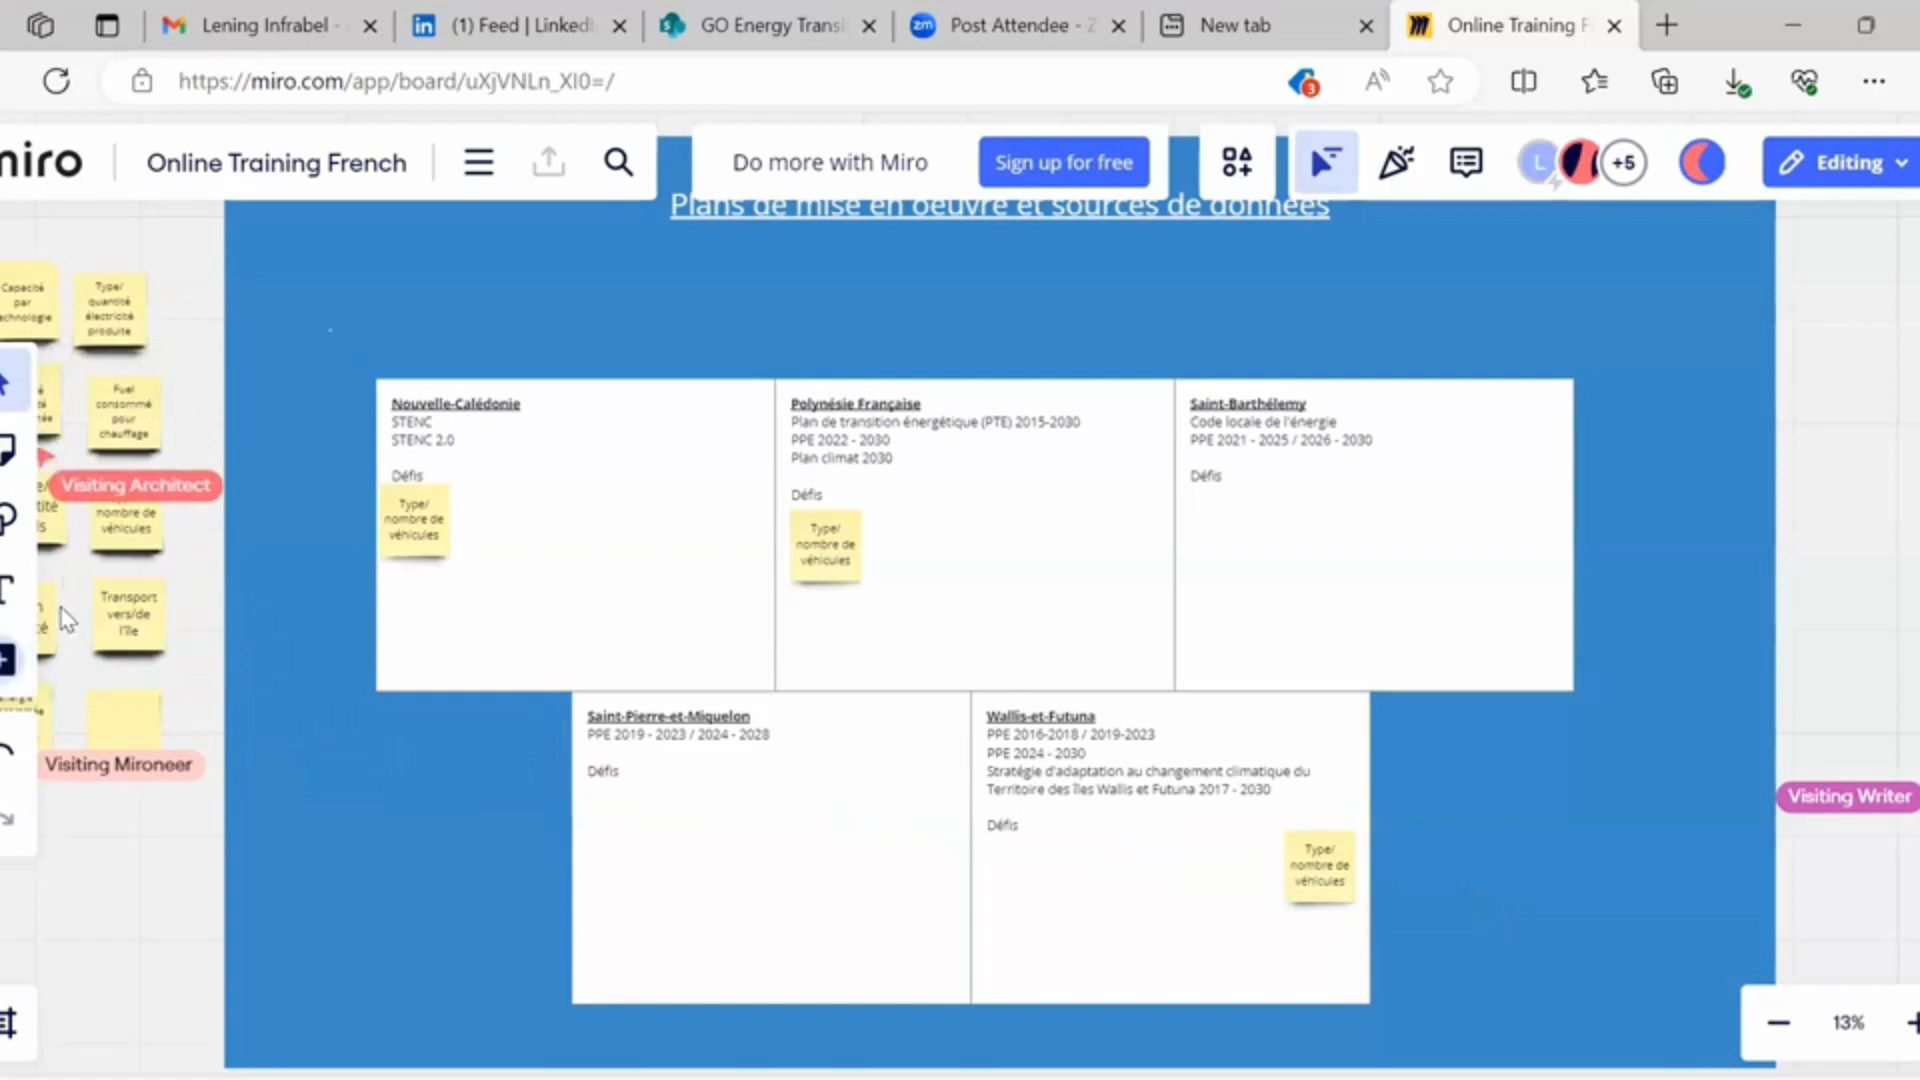 Lening Infrabel -
(1) Feed | LinkedI
GO Energy Transi
zm
Post Attendee - Z
New tab
Online Training F
https://miro.com/app/board/uXjVNLn_XI0=/
3
miro
Online Training French
Do more with Miro
Sign up for free
L
+5
Editing
Plans de mise en oeuvre et sources de données
Capacité
par
technologie
Type/
quantité
électricité
produite
Fuel
consommé
pour
chauffage
Visiting Architect
nombre de
véhicules
Transport
vers/de
l'île
Visiting Mironeer
Nouvelle-Calédonie
STENC
STENC 2.0
Défis
Type/
nombre de
véhicules
Polynésie Française
Plan de transition énergétique (PTE) 2015-2030
PPE 2022 - 2030
Plan climat 2030
Défis
Type/
nombre de
véhicules
Saint-Barthélemy
Code locale de l'énergie
PPE 2021 - 2025 / 2026 - 2030
Défis
Saint-Pierre-et-Miquelon
PPE 2019 - 2023 / 2024 - 2028
Défis
Wallis-et-Futuna
PPE 2016-2018 / 2019-2023
PPE 2024 - 2030
Stratégie d'adaptation au changement climatique du
Territoire des îles Wallis et Futuna 2017 - 2030
Défis
Type/
nombre de
véhicules
Visiting Writer
13%